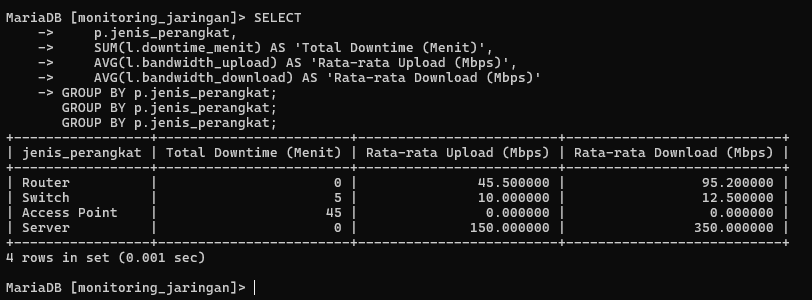 MariaDB [monitoring_jaringan]> SELECT
    ->     p.jenis_perangkat,
    ->     SUM(l.downtime_menit) AS 'Total Downtime (Menit)',
    ->     AVG(l.bandwidth_upload) AS 'Rata-rata Upload (Mbps)',
    ->     AVG(l.bandwidth_download) AS 'Rata-rata Download (Mbps)'
    -> GROUP BY p.jenis_perangkat;
       GROUP BY p.jenis_perangkat;
       GROUP BY p.jenis_perangkat;
+-----------------+------------------------+-------------------------+---------------------------+
| jenis_perangkat | Total Downtime (Menit) | Rata-rata Upload (Mbps) | Rata-rata Download (Mbps) |
+-----------------+------------------------+-------------------------+---------------------------+
| Router          |                      0 |               45.500000 |                 95.200000 |
| Switch          |                      5 |               10.000000 |                 12.500000 |
| Access Point    |                     45 |                0.000000 |                  0.000000 |
| Server          |                      0 |              150.000000 |                350.000000 |
+-----------------+------------------------+-------------------------+---------------------------+
4 rows in set (0.001 sec)
MariaDB [monitoring_jaringan]>